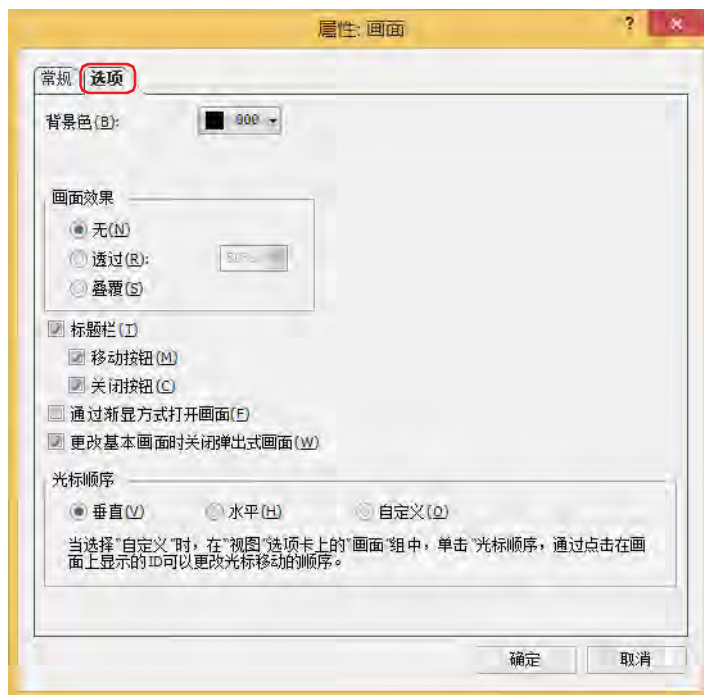 属性: 画面
?
常规 选项
背景色(B): 000
画面效果
无(N)
透过(R):
叠覆(S)
标题栏(T)
移动按钮(M)
关闭按钮(C)
通过渐显方式打开画面(F)
更改基本画面时关闭弹出式画面(W)
光标顺序
垂直(V) 水平(H) 自定义(O)
当选择"自定义"时，在"视图"选项卡上的"画面"组中，单击"光标顺序，通过点击在画
面上显示的ID可以更改光标移动的顺序。
确定 取消